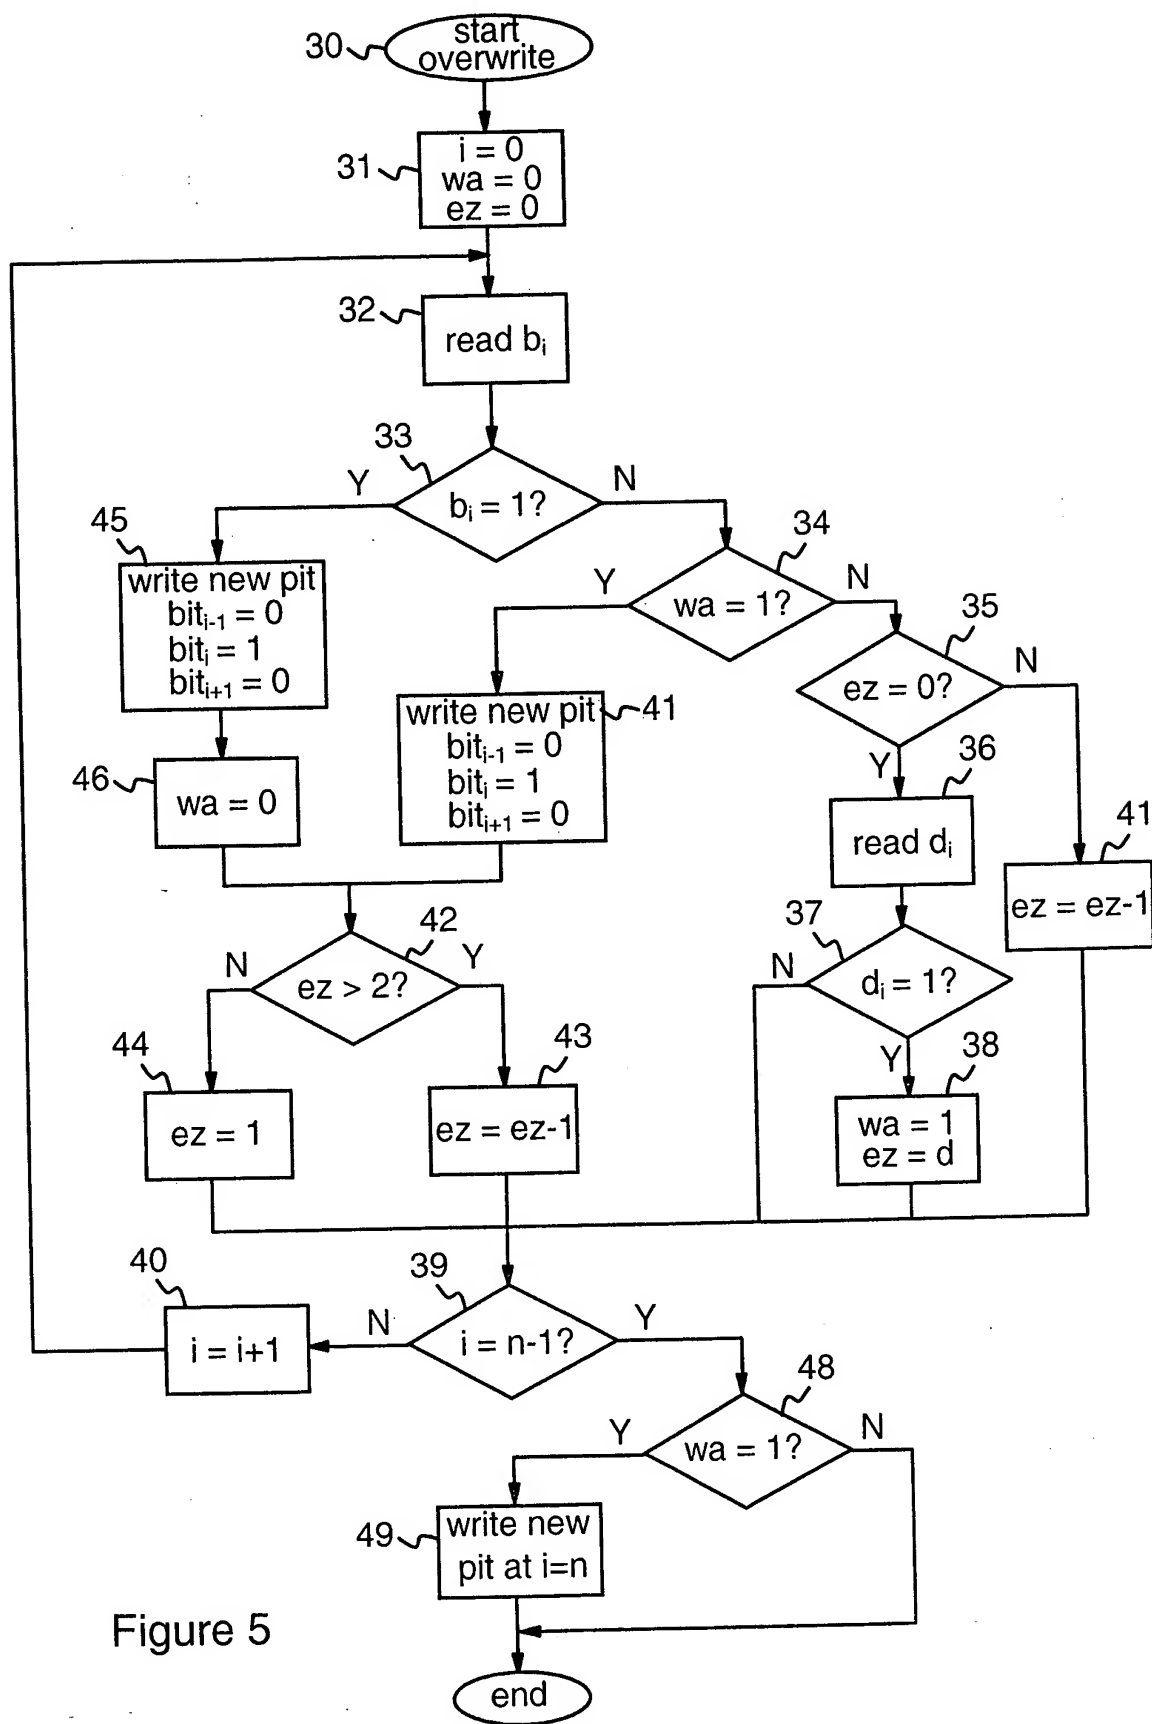 30
start
overwrite
31
i = 0
wa = 0
ez = 0
32
read bi
33
Y
N
bi = 1?
45
write new pit
biti-1 = 0
biti = 1
biti+1 = 0
34
Y
N
wa = 1?
35
N
ez = 0?
Y
46
wa = 0
write new pit
41
biti-1 = 0
biti = 1
biti+1 = 0
36
read di
41
ez = ez-1
42
N
Y
ez > 2?
37
N
di = 1?
Y
44
ez = 1
43
ez = ez-1
38
wa = 1
ez = d
40
i = i+1
39
N
Y
i = n-1?
48
Y
N
wa = 1?
49
write new
pit at i=n
Figure 5
end